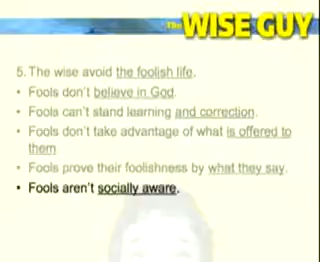 The WISE GUY
5. The wise avoid the foolish life.
• Fools don't believe in God.
• Fools can't stand learning and correction.
• Fools don't take advantage of what is offered to
them
• Fools prove their foolishness by what they say.
• Fools aren't socially aware.